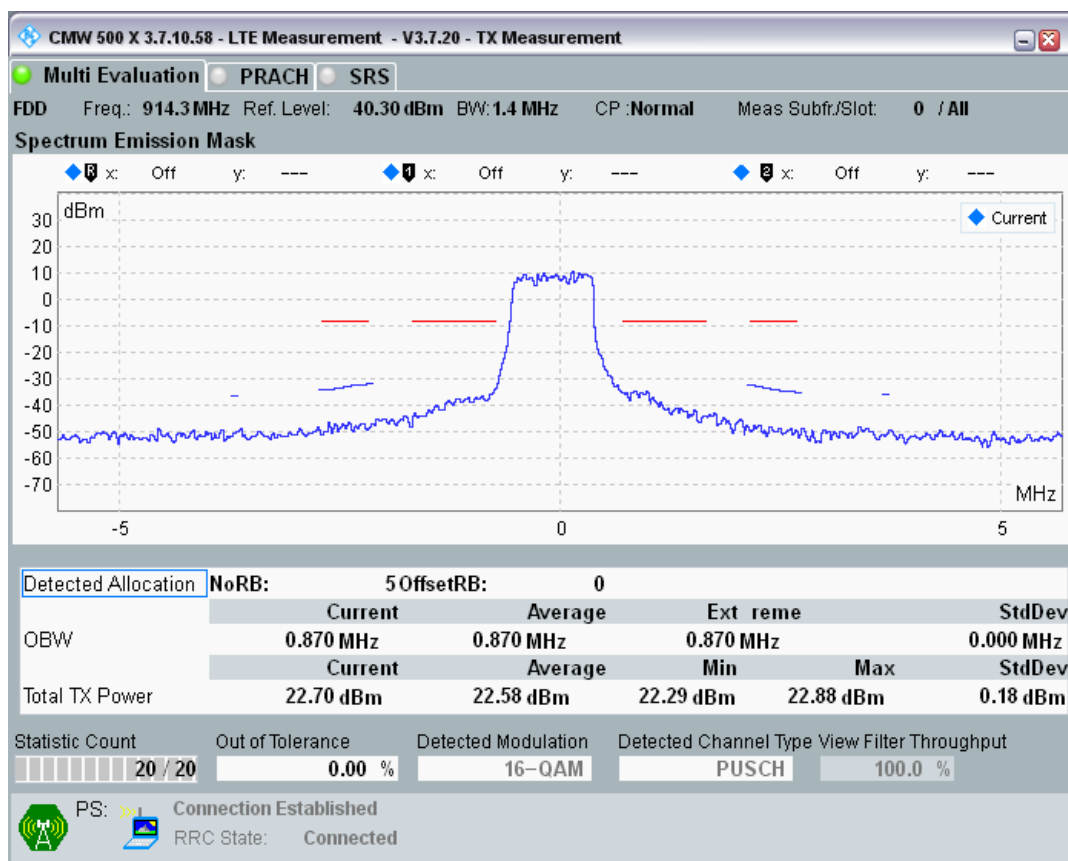 CMW 500 X 3.7.10.58 - LTE Measurement - V3.7.20 - TX Measurement
Multi Evaluation PRACH SRS
FDD Freq.: 914.3 MHz Ref. Level: 40.30 dBm BW: 1.4 MHz CP :Normal Meas Subfr./Slot: 0 / All
Spectrum Emission Mask
R x: Off y: --- 1 x: Off y: --- 2 x: Off y: ---
dBm
Current
30
20
10
0
-10
-20
-30
-40
-50
-60
-70
MHz
-5 0 5
Detected Allocation NoRB: 5 OffsetRB: 0
Current Average Ext reme StdDev
OBW 0.870 MHz 0.870 MHz 0.870 MHz 0.000 MHz
Current Average Min Max StdDev
Total TX Power 22.70 dBm 22.58 dBm 22.29 dBm 22.88 dBm 0.18 dBm
Statistic Count Out of Tolerance Detected Modulation Detected Channel Type View Filter Throughput
20 / 20 0.00 % 16-QAM PUSCH 100.0 %
PS: Connection Established
RRC State: Connected